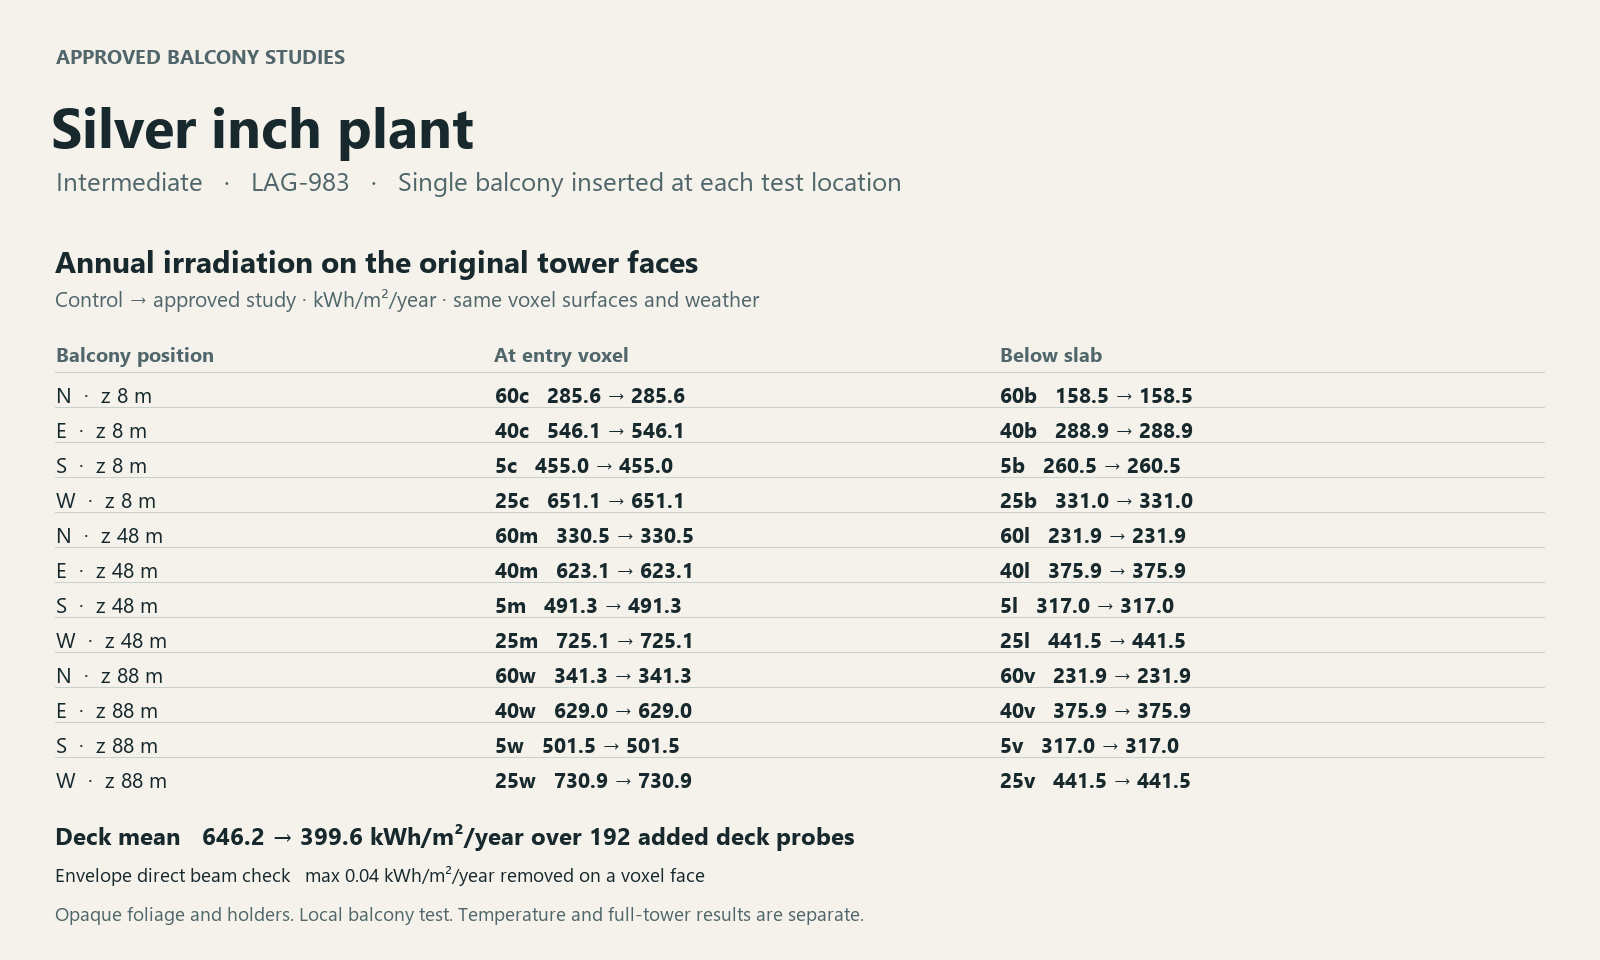 APPROVED BALCONY STUDIES
Silver inch plant
Intermediate · LAG-983 · Single balcony inserted at each test location
Annual irradiation on the original tower faces
Control → approved study · kWh/m²/year · same voxel surfaces and weather
Balcony position At entry voxel Below slab
N · z 8 m 60c 285.6 → 285.6 60b 158.5 → 158.5
E · z 8 m 40c 546.1 → 546.1 40b 288.9 → 288.9
S · z 8 m 5c 455.0 → 455.0 5b 260.5 → 260.5
W · z 8 m 25c 651.1 → 651.1 25b 331.0 → 331.0
N · z 48 m 60m 330.5 → 330.5 60l 231.9 → 231.9
E · z 48 m 40m 623.1 → 623.1 40l 375.9 → 375.9
S · z 48 m 5m 491.3 → 491.3 5l 317.0 → 317.0
W · z 48 m 25m 725.1 → 725.1 25l 441.5 → 441.5
N · z 88 m 60w 341.3 → 341.3 60v 231.9 → 231.9
E · z 88 m 40w 629.0 → 629.0 40v 375.9 → 375.9
S · z 88 m 5w 501.5 → 501.5 5v 317.0 → 317.0
W · z 88 m 25w 730.9 → 730.9 25v 441.5 → 441.5
Deck mean 646.2 → 399.6 kWh/m²/year over 192 added deck probes
Envelope direct beam check max 0.04 kWh/m²/year removed on a voxel face
Opaque foliage and holders. Local balcony test. Temperature and full-tower results are separate.